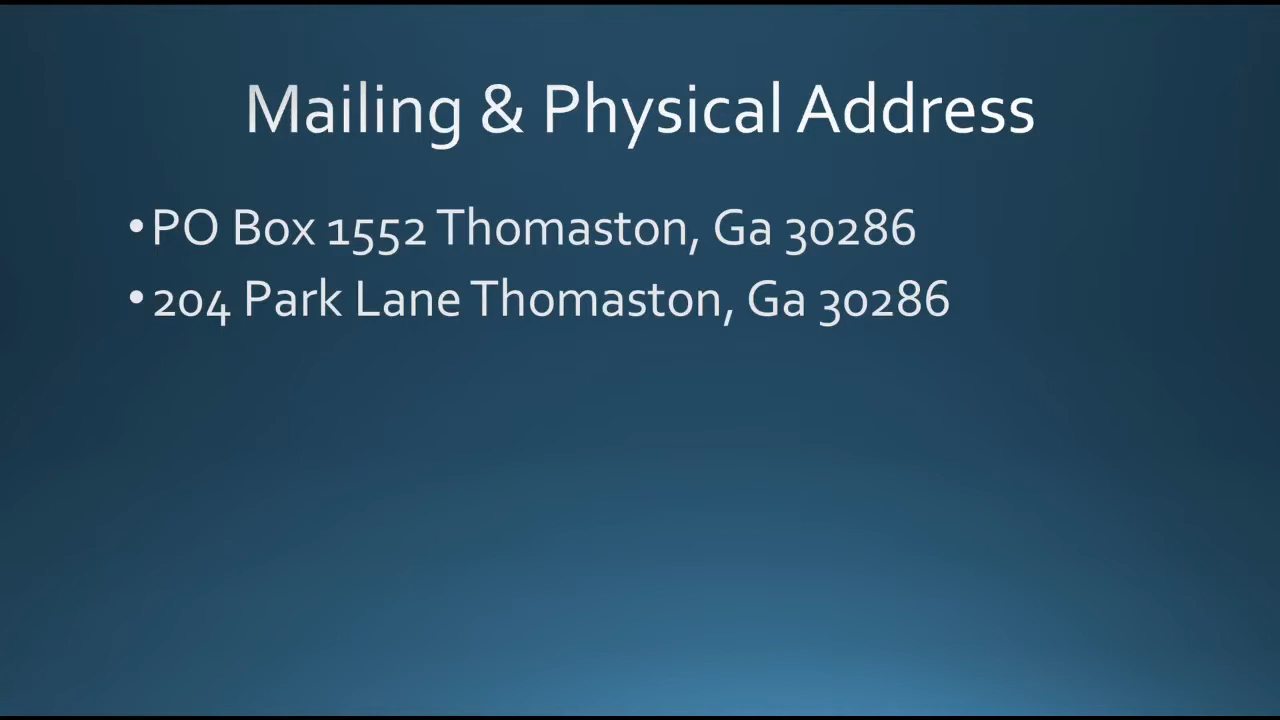 Mailing & Physical Address
•PO Box 1552 Thomaston, Ga 30286
•204 Park Lane Thomaston, Ga 30286